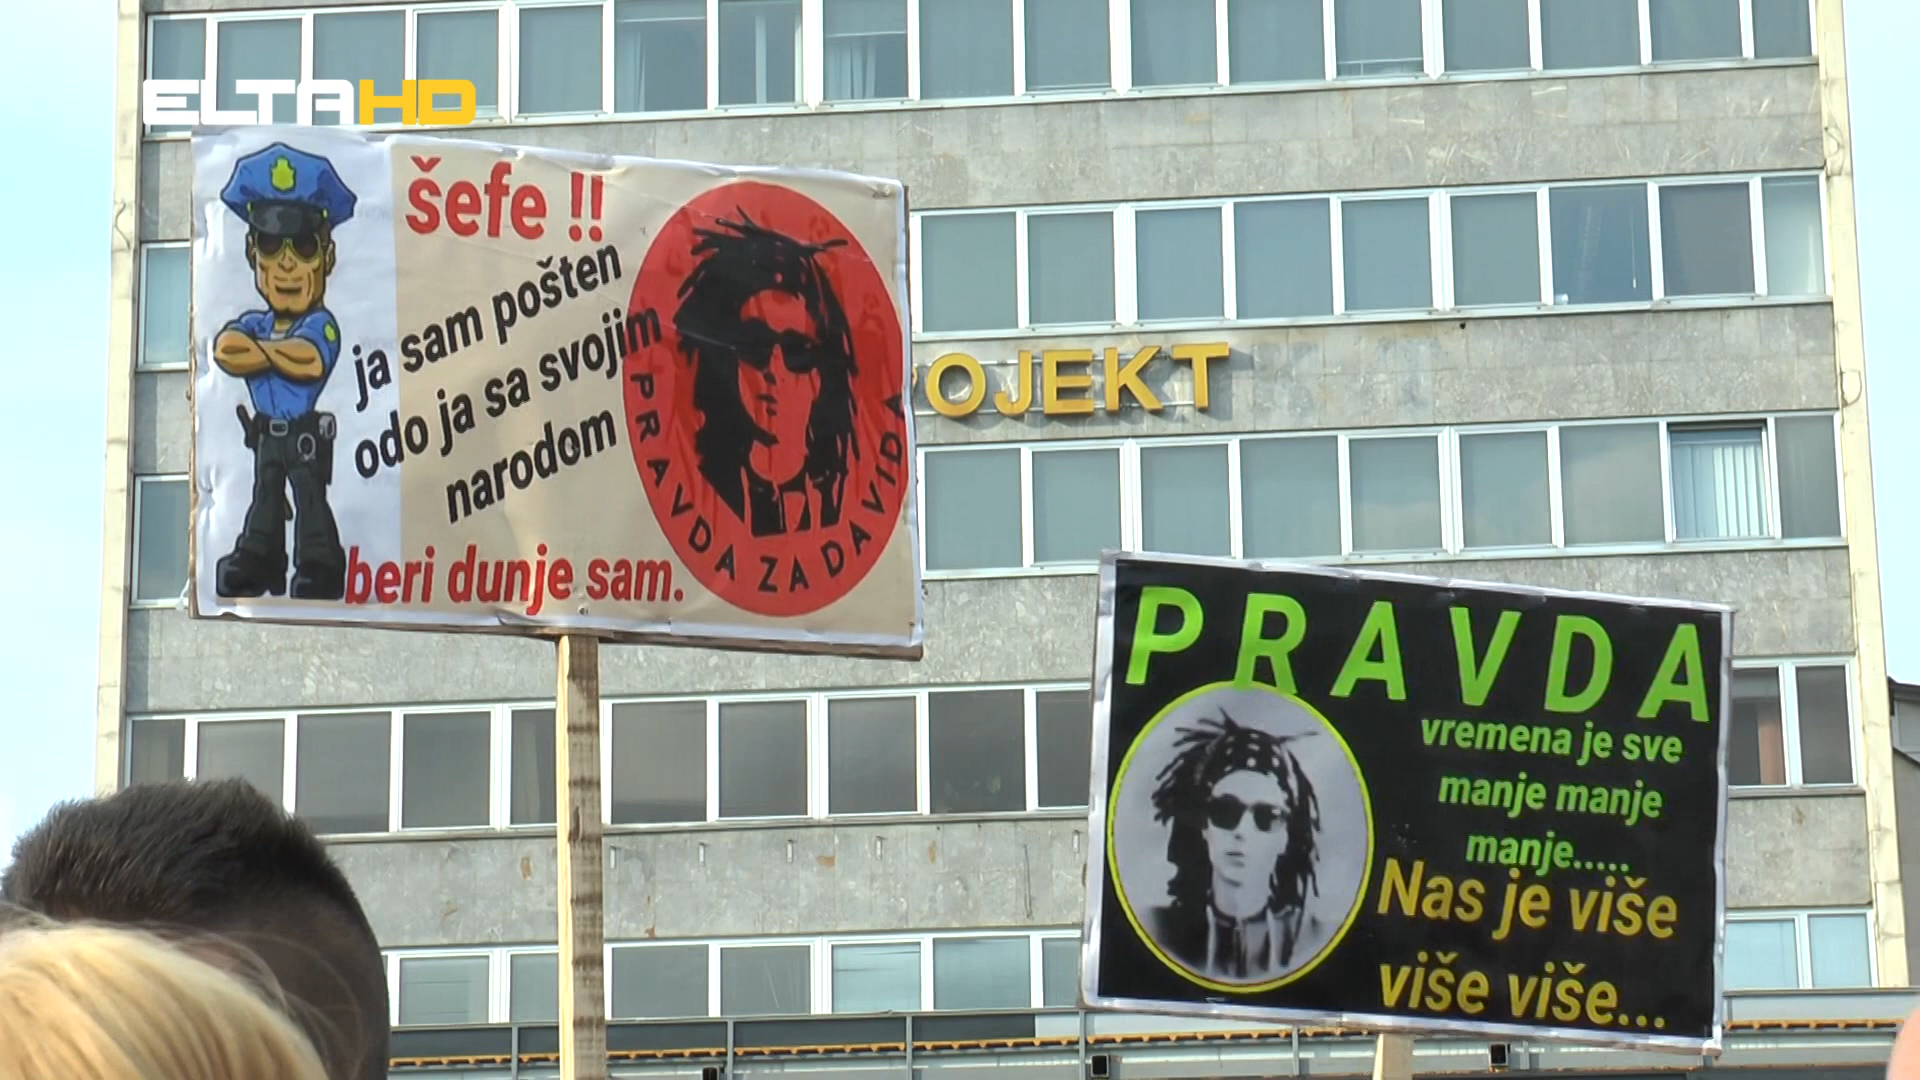 ELTAHD
šefe !!
ja sam pošten
odo ja sa svojim
narodom
beri dunje sam.
PRAVDA ZA DAVIDA
OJEKT
PRAVDA
vremena je sve
manje manje
manje.....
Nas je više
više više...